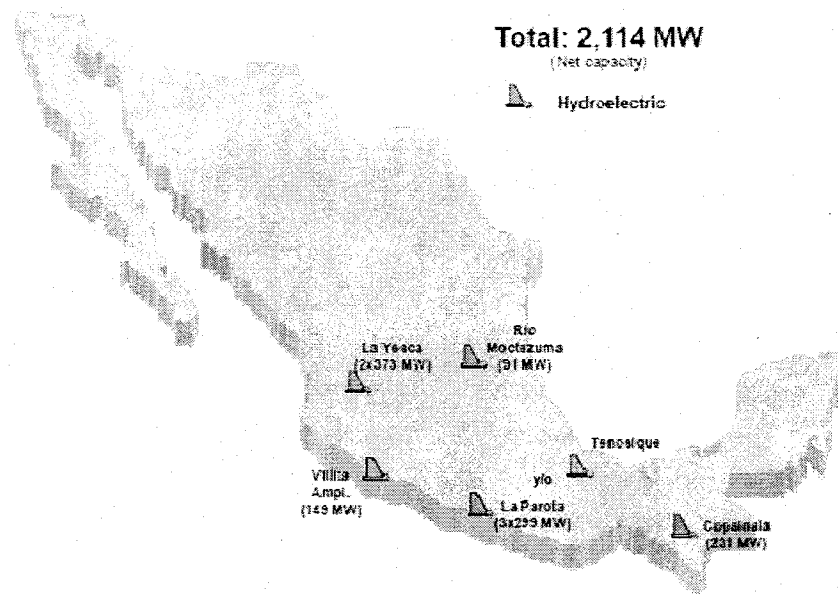 Total: 2,114 MW
(Net capacity)
Hydroelectric
Río
Moctezuma
(91 MW)
La Yesca
(2x373 MW)
Tenosique
y/o
Villita
Ampl.
(149 MW)
La Parota
(3x299 MW)
Copainala
(231 MW)